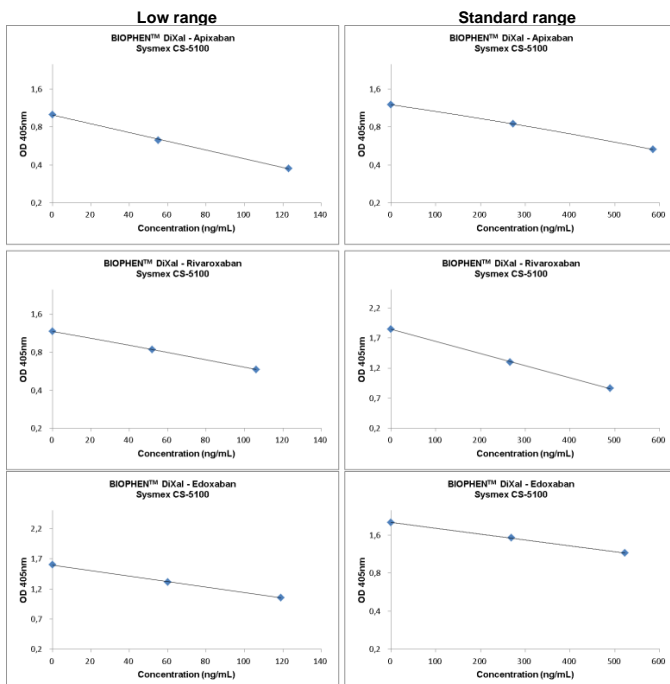 Low range
Standard range
BIOPHEN™ DiXaI - Apixaban
Sysmex CS-5100
OD 405nm
1,6
0,8
0,4
0,2
0 20 40 60 80 100 120 140
Concentration (ng/mL)
BIOPHEN™ DiXaI - Apixaban
Sysmex CS-5100
OD 405nm
1,6
0,8
0,4
0,2
0 100 200 300 400 500 600
Concentration (ng/mL)
BIOPHEN™ DiXaI - Rivaroxaban
Sysmex CS-5100
OD 405nm
1,6
0,8
0,4
0,2
0 20 40 60 80 100 120 140
Concentration (ng/mL)
BIOPHEN™ DiXaI - Rivaroxaban
Sysmex CS-5100
OD 405nm
2,2
1,7
1,2
0,7
0,2
0 100 200 300 400 500 600
Concentration (ng/mL)
BIOPHEN™ DiXaI - Edoxaban
Sysmex CS-5100
OD 405nm
2,2
1,7
1,2
0,7
0,2
0 20 40 60 80 100 120 140
Concentration (ng/mL)
BIOPHEN™ DiXaI - Edoxaban
Sysmex CS-5100
OD 405nm
1,6
0,8
0,4
0,2
0 100 200 300 400 500 600
Concentration (ng/mL)